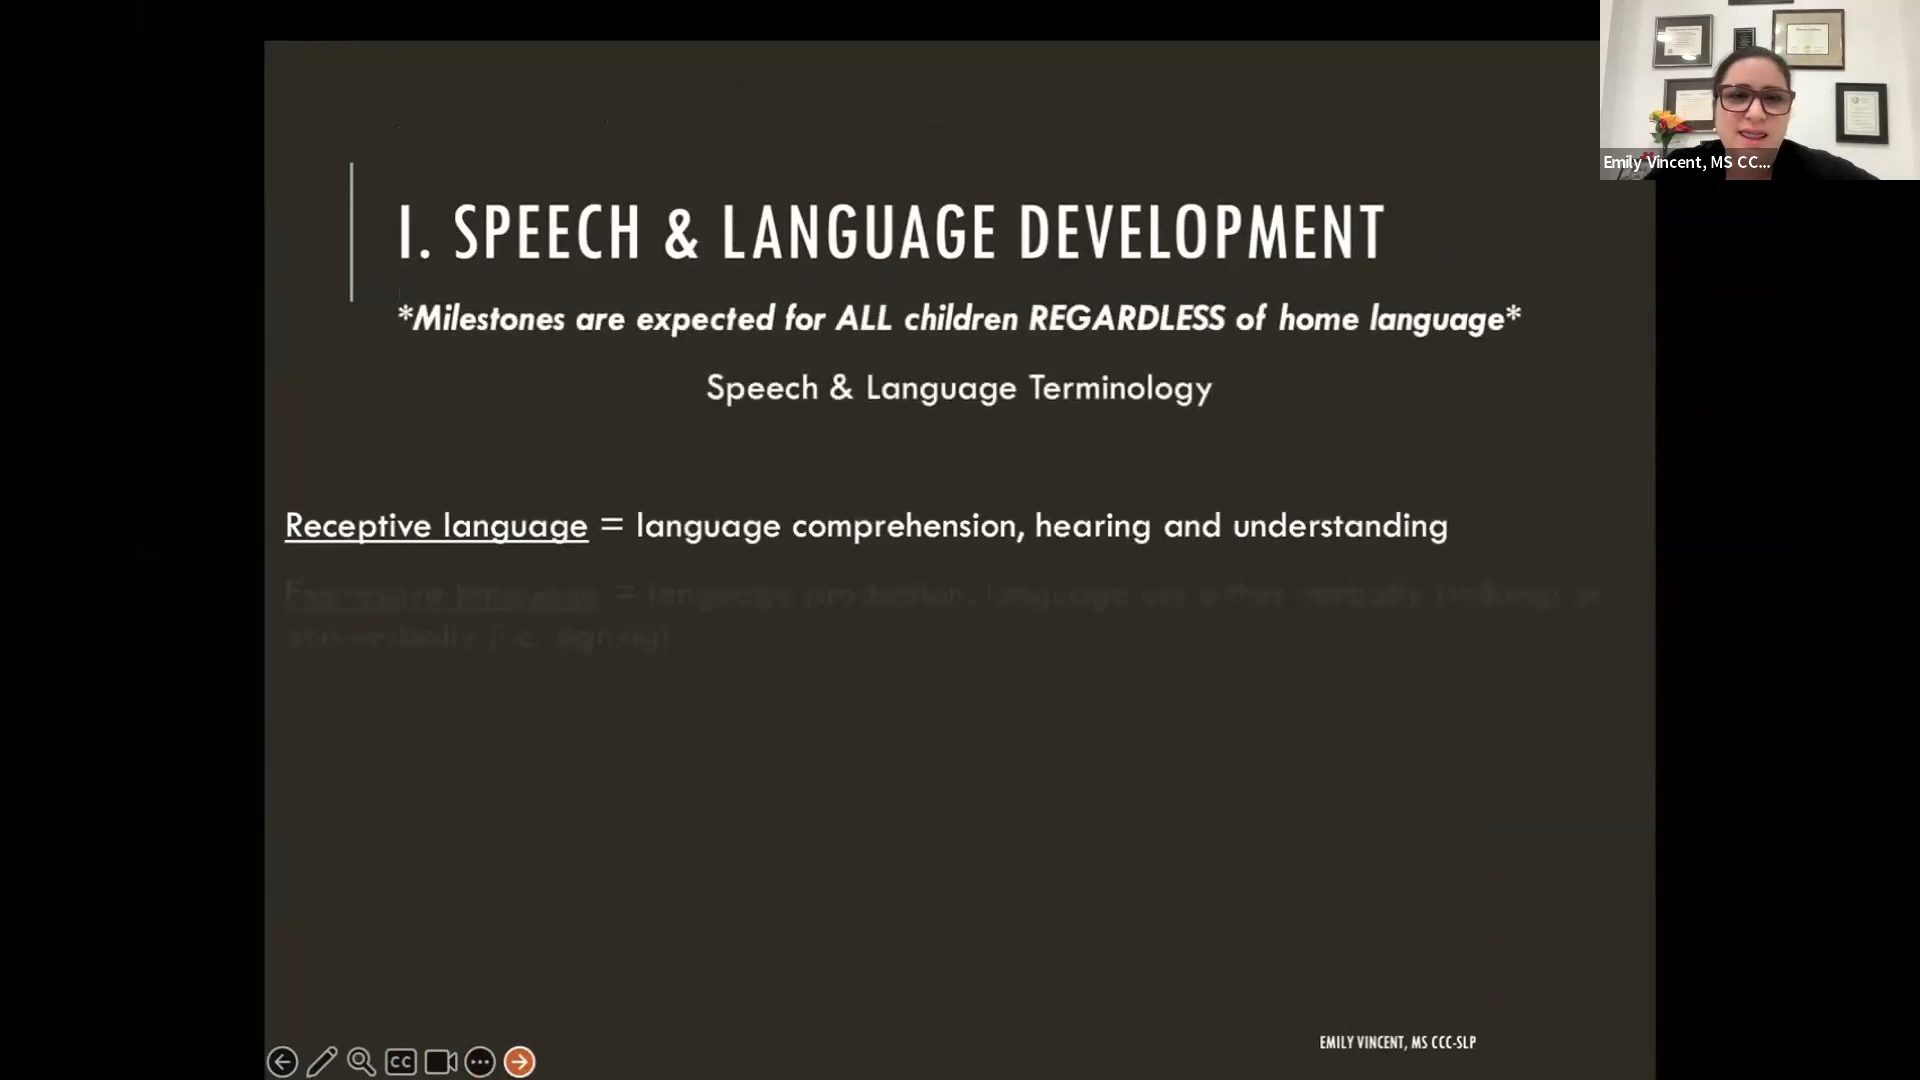 Emily Vincent, MS CC...
I. SPEECH & LANGUAGE DEVELOPMENT
*Milestones are expected for ALL children REGARDLESS of home language*
Speech & Language Terminology
Receptive language = language comprehension, hearing and understanding
Expressive language = language production, language use either verbally (talking) or
non-verbally (i.e. signing)
EMILY VINCENT, MS CCC-SLP
CC